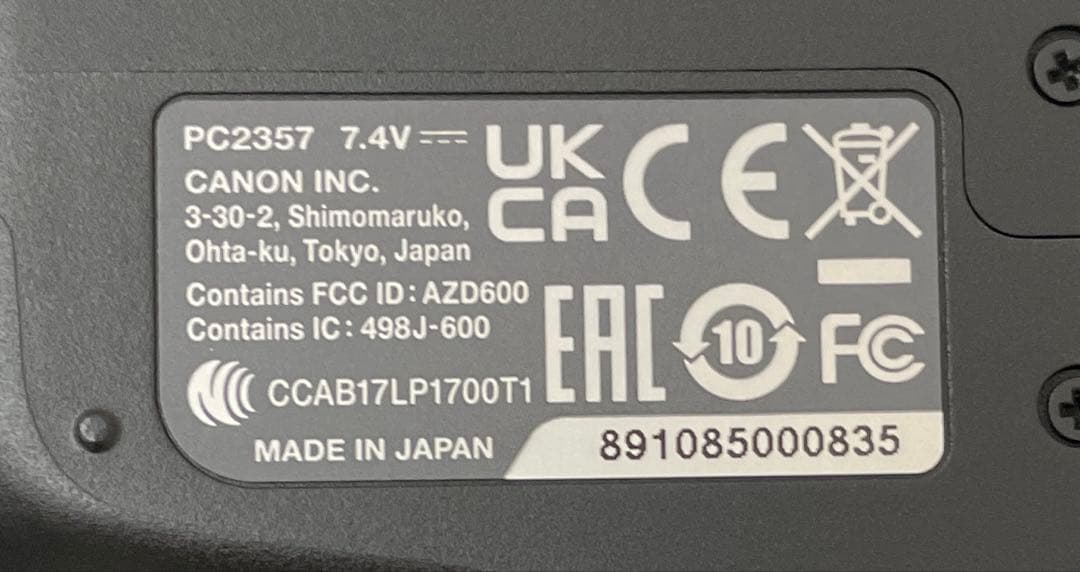 PC2357 7.4V
CANON INC.
3-30-2, Shimomaruko,
Ohta-ku, Tokyo, Japan
Contains FCC ID: AZD600
Contains IC: 498J-600
CCAB17LP1700T1
MADE IN JAPAN
UK
CA
CE
EAC
10
FC
891085000835